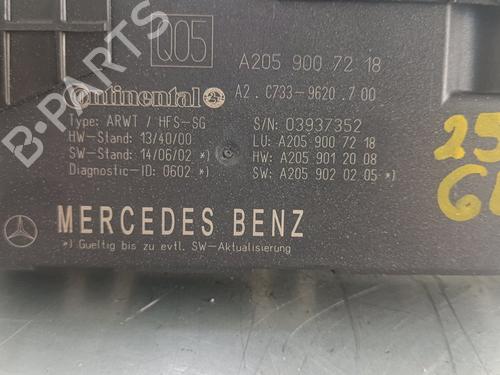 Q05
A205 900 72 18
Continental
A2.C733-9620.700
Type: ARWT / HFS-SG
S/N: 03937352
HW-Stand: 13/40/00
LU: A205 900 72 18
SW-Stand: 14/06/02 *)
HW: A205 901 20 08
Diagnostic-ID: 0602 *)
SW: A205 902 02 05 *)
MERCEDES BENZ
*) Gueltig bis zu evtl. SW-Aktualisierung
B-PARTS